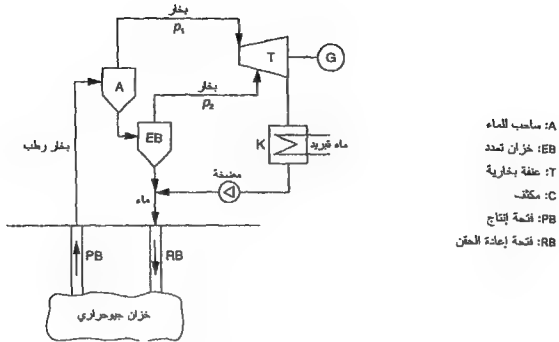 بخار
p₁
T
G
A
بخار
p₂
EB
K
ماء تبريد
بخار رطب
مضخة
ماء
PB
RB
خزان جيوحراري
A: ساحب للماء
EB: خزان تمدد
T: عنفة بخارية
C: مكثف
PB: فتحة إنتاج
RB: فتحة إعادة الحقن